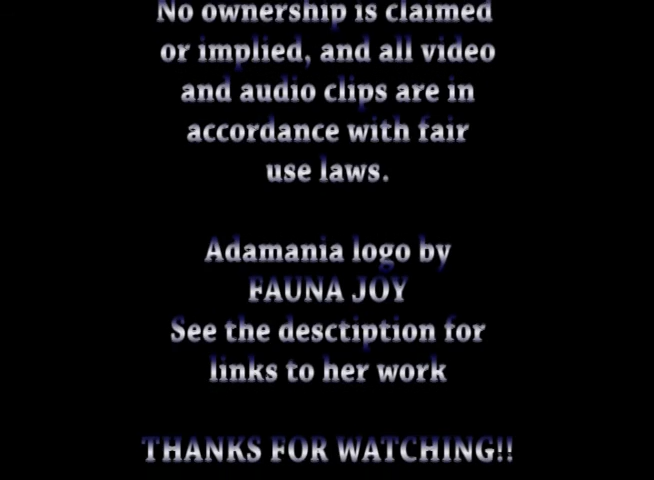 No ownership is claimed
or implied, and all video
and audio clips are in
accordance with fair
use laws.
Adamania logo by
FAUNA JOY
See the desctiption for
links to her work
THANKS FOR WATCHING!!